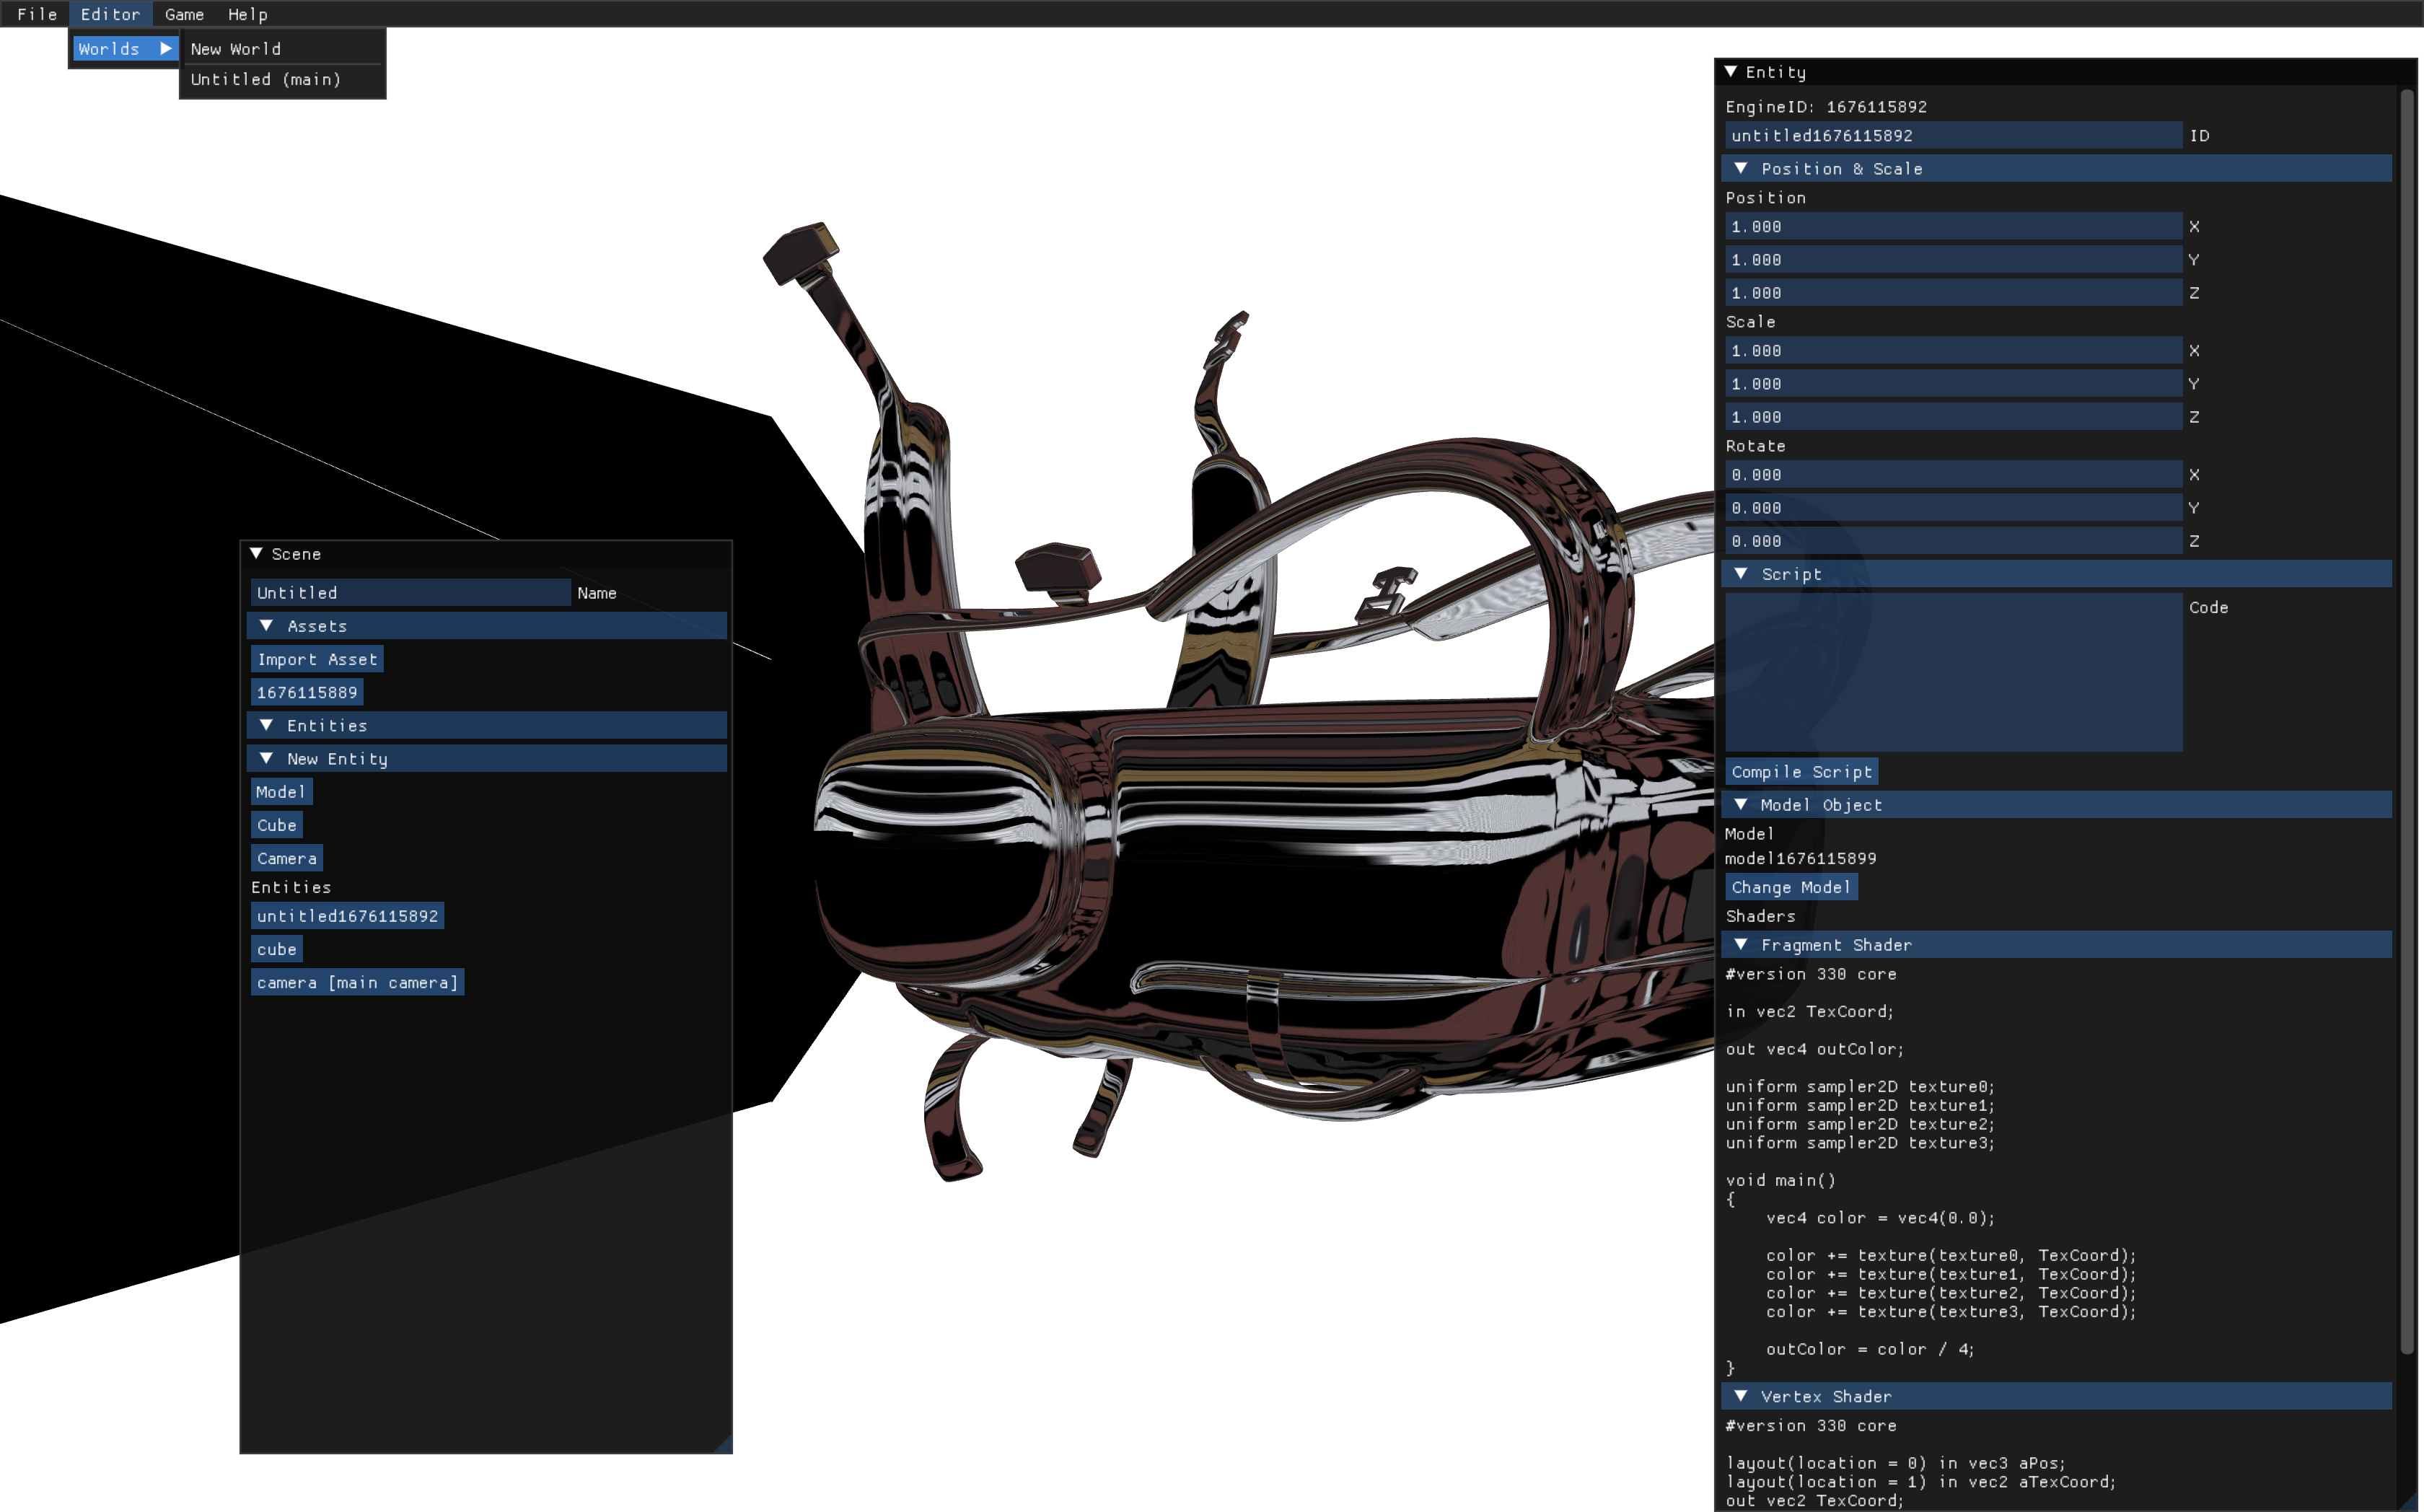 File Editor Game Help
Worlds
New World
Untitled (main)
Scene
Untitled Name
Assets
Import Asset
1676115889
Entities
New Entity
Model
Cube
Camera
Entities
untitled1676115892
cube
camera [main camera]
Entity
EngineID: 1676115892
untitled1676115892 ID
Position & Scale
Position
1.000 X
1.000 Y
1.000 Z
Scale
1.000 X
1.000 Y
1.000 Z
Rotate
0.000 X
0.000 Y
0.000 Z
Script
Code
Compile Script
Model Object
Model
model1676115899
Change Model
Shaders
Fragment Shader
#version 330 core
in vec2 TexCoord;
out vec4 outColor;
uniform sampler2D texture0;
uniform sampler2D texture1;
uniform sampler2D texture2;
uniform sampler2D texture3;
void main()
{
vec4 color = vec4(0.0);
color += texture(texture0, TexCoord);
color += texture(texture1, TexCoord);
color += texture(texture2, TexCoord);
color += texture(texture3, TexCoord);
outColor = color / 4;
}
Vertex Shader
#version 330 core
layout(location = 0) in vec3 aPos;
layout(location = 1) in vec2 aTexCoord;
out vec2 TexCoord;